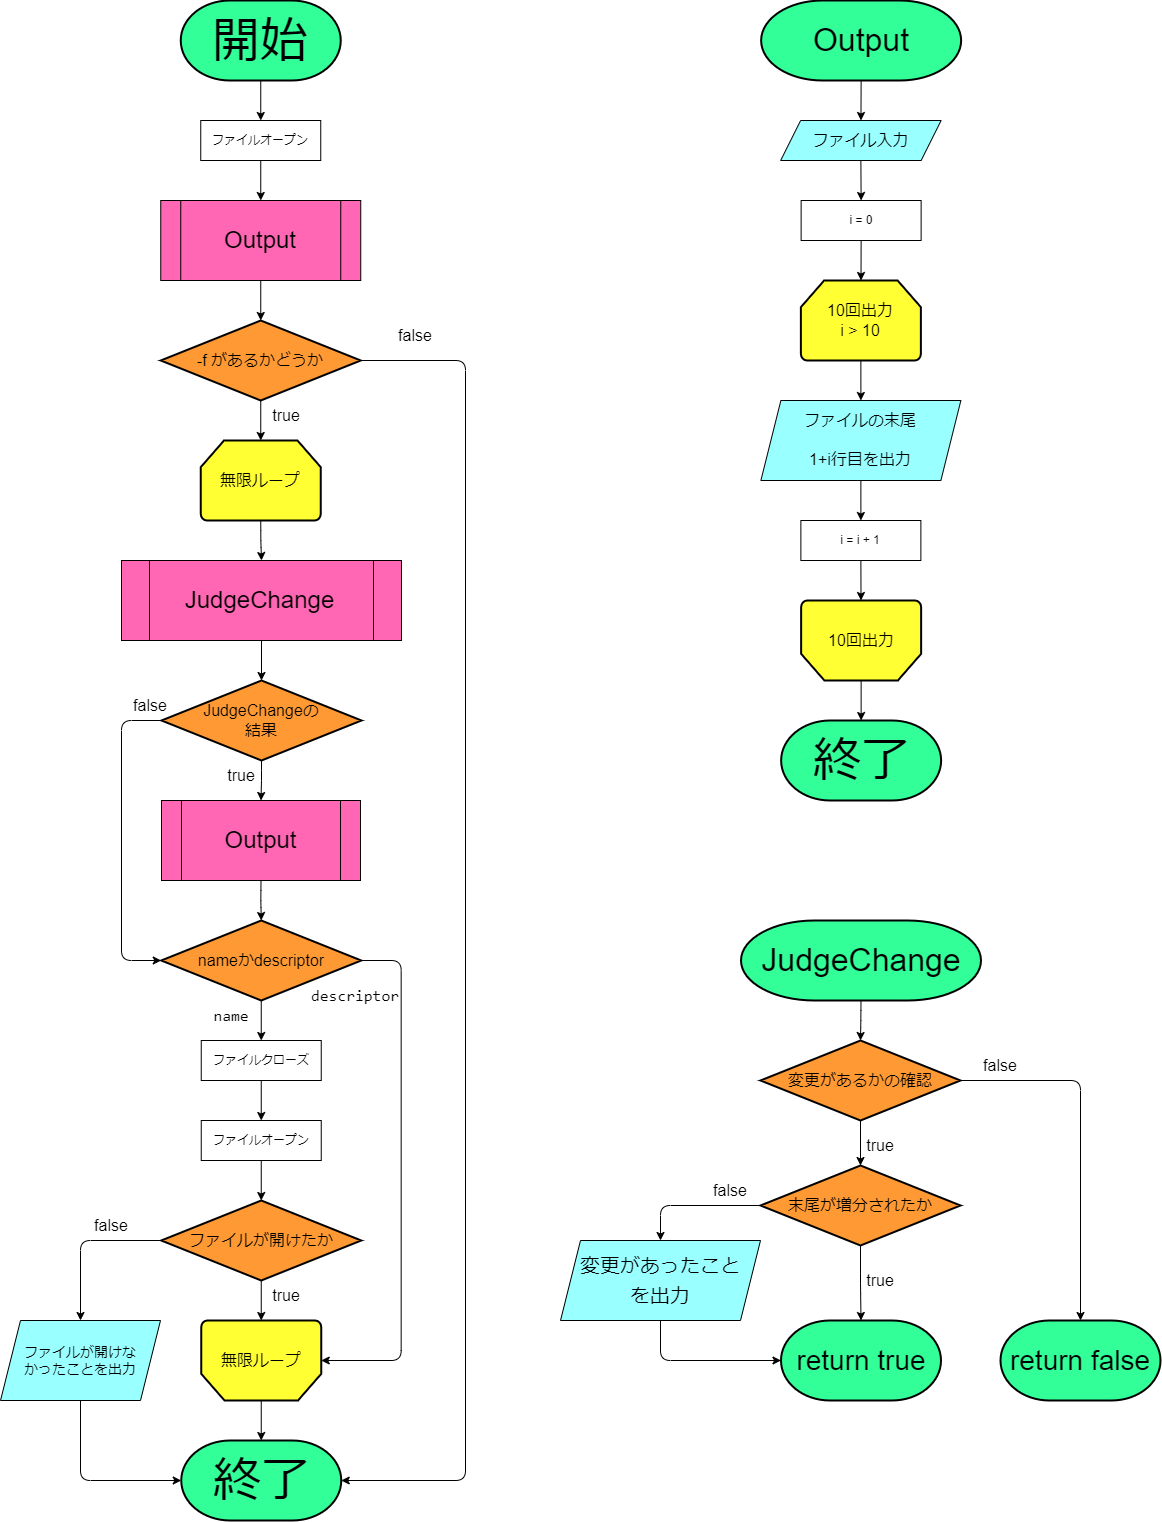 開始
ファイルオープン
Output
-f があるかどうか
false
true
無限ループ
JudgeChange
JudgeChangeの
結果
false
true
Output
nameかdescriptor
descriptor
name
ファイルクローズ
ファイルオープン
ファイルが開けたか
false
true
ファイルが開けな
かったことを出力
無限ループ
終了
Output
ファイル入力
i = 0
10回出力
i > 10
ファイルの末尾
1+i行目を出力
i = i + 1
10回出力
終了
JudgeChange
変更があるかの確認
false
true
末尾が増分されたか
false
true
変更があったこと
を出力
return true
return false